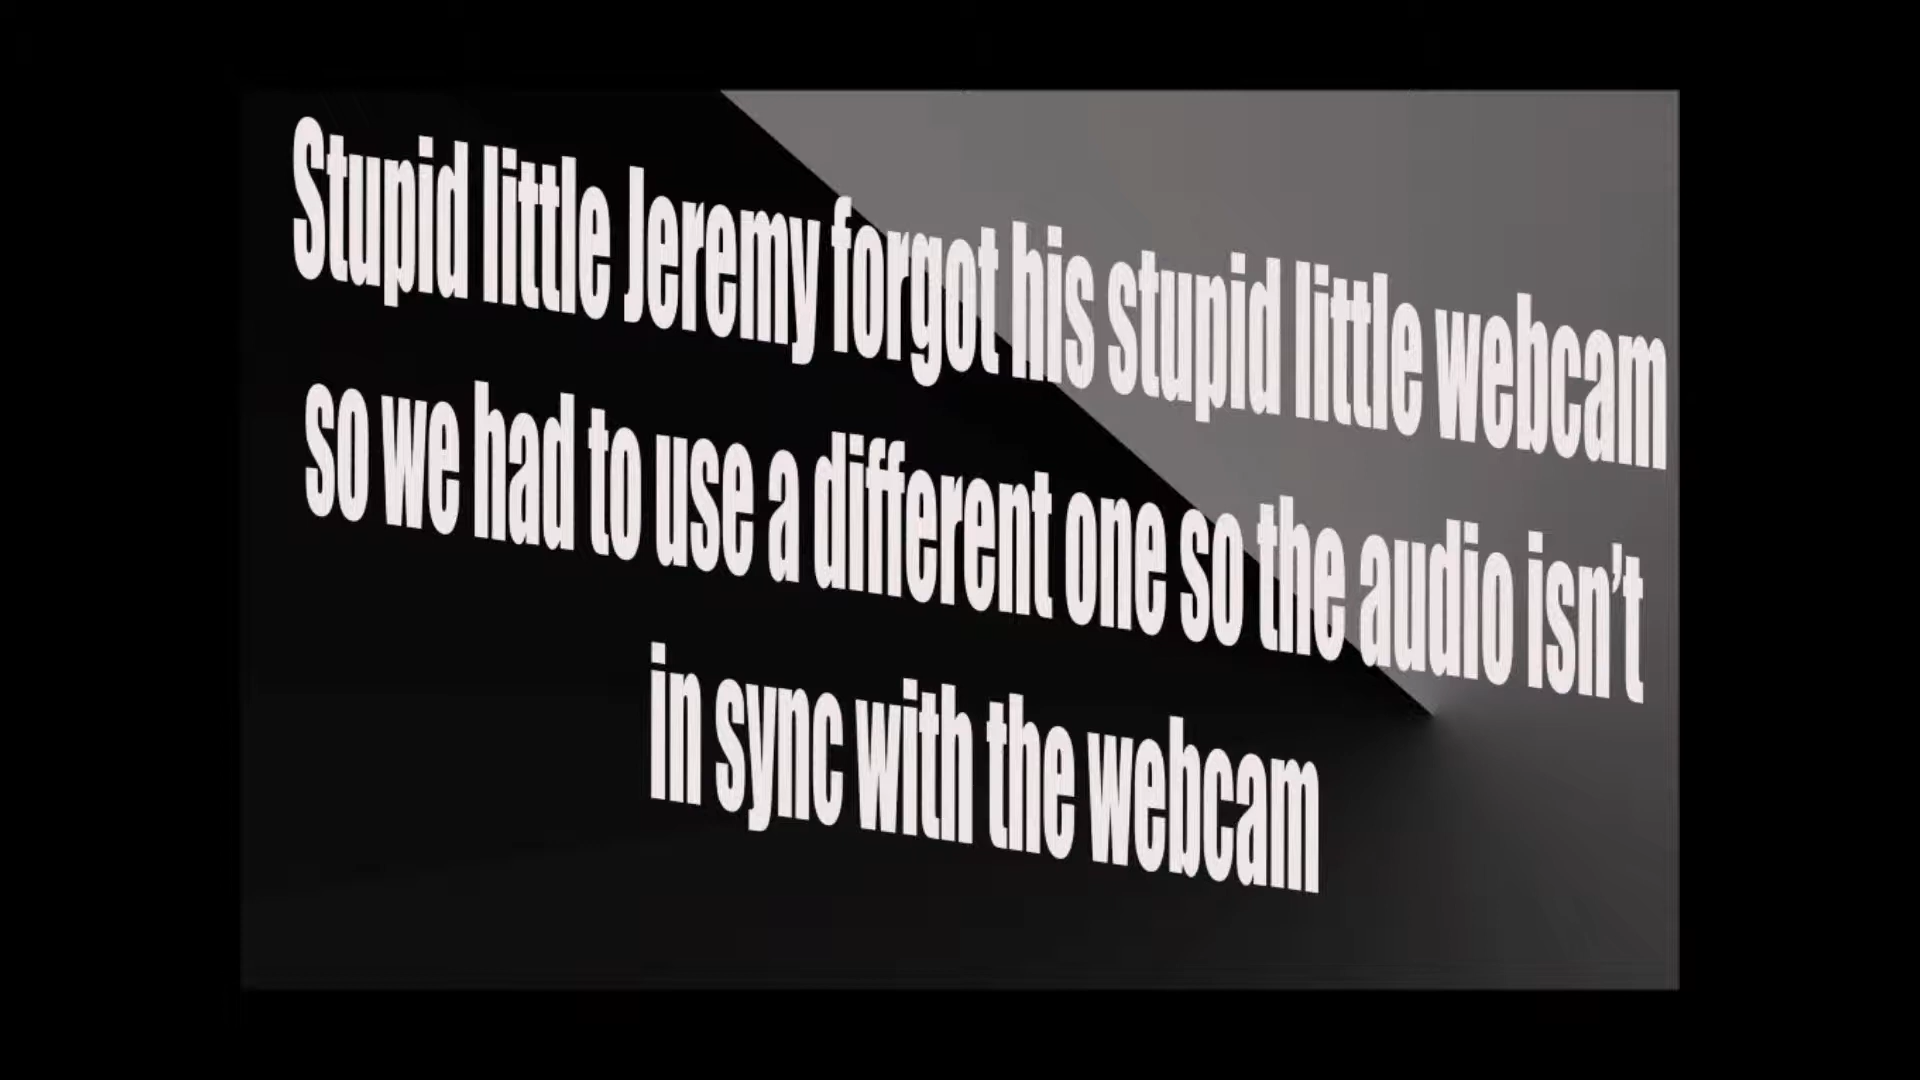 Stupid little Jeremy forgot his stupid little webcam
so we had to use a different one so the audio isn't
in sync with the webcam